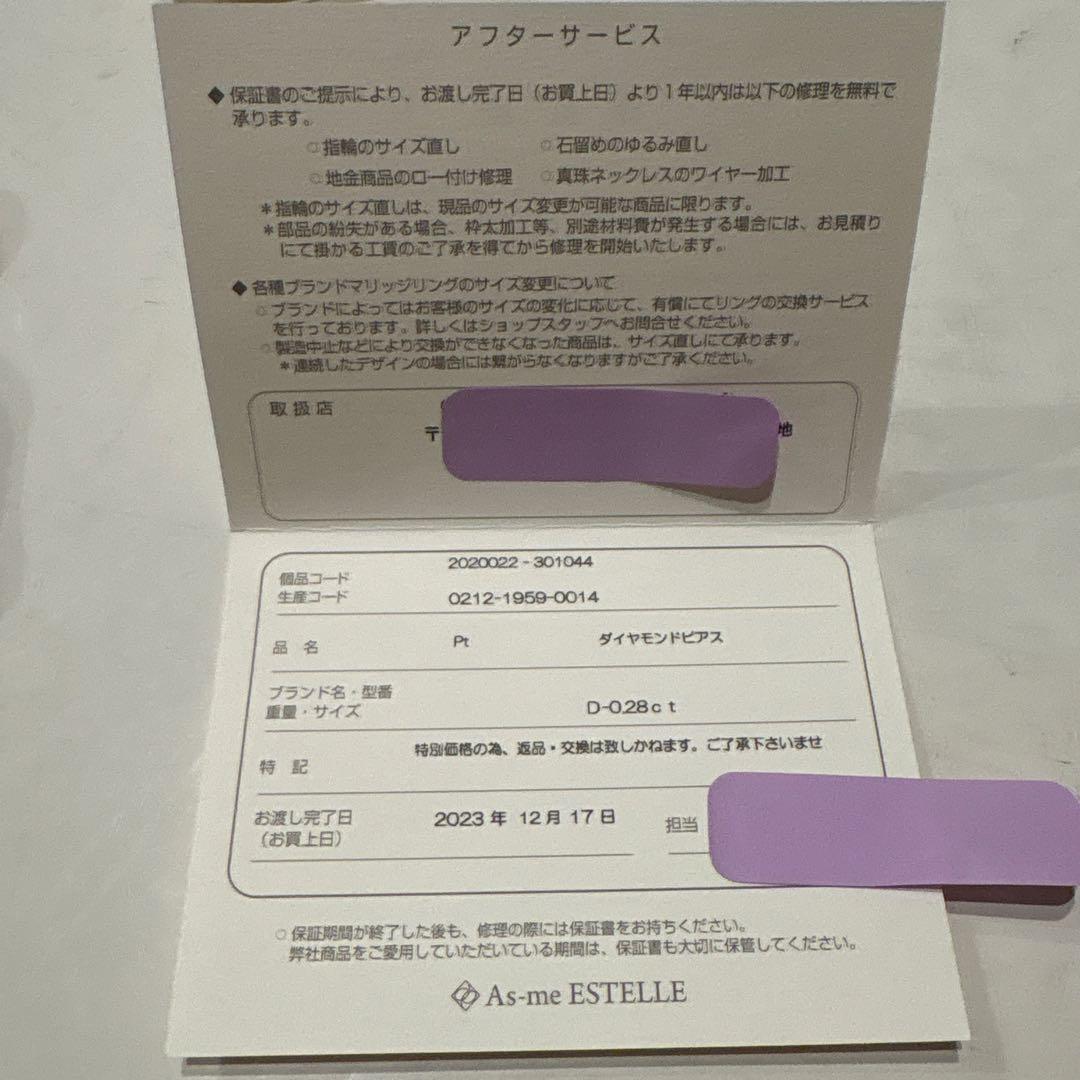 アフターサービス
◆ 保証書のご提示により、お渡し完了日（お買上日）より1年以内は以下の修理を無料で
承ります。
○指輪のサイズ直し ○石留めのゆるみ直し
○地金商品のロー付け修理 ○真珠ネックレスのワイヤー加工
＊指輪のサイズ直しは、現品のサイズ変更が可能な商品に限ります。
＊部品の紛失がある場合、枠太加工等、別途材料費が発生する場合には、お見積り
にて掛かる工賃のご了承を得てから修理を開始いたします。
◆ 各種ブランドマリッジリングのサイズ変更について
○ブランドによってはお客様のサイズの変化に応じて、有償にてリングの交換サービス
を行っております。詳しくはショップスタッフへお問合せください。
○製造中止などにより交換ができなくなった商品は、サイズ直しにて承ります。
＊連続したデザインの場合には繋がらなくなりますがご了承ください。
取扱店
〒 地
個品コード 2020022-301044
生産コード 0212-1959-0014
品 名 Pt ダイヤモンドピアス
ブランド名・型番
重量・サイズ D-0.28ct
特 記 特別価格の為、返品・交換は致しかねます。ご了承下さいませ
お渡し完了日 2023年 12月 17日 担当
（お買上日）
○ 保証期間が終了した後も、修理の際には保証書をお持ちください。
弊社商品をご愛用していただいている期間は、保証書も大切に保管してください。
As-me ESTELLE